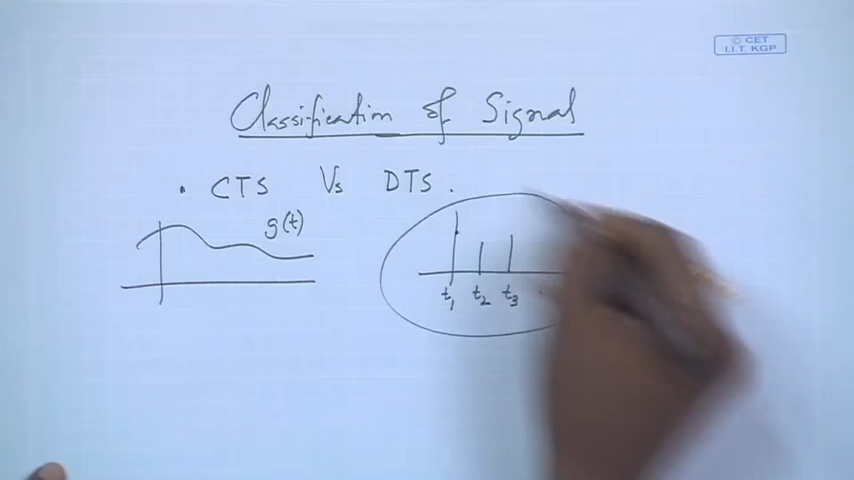 © CET
I.I.T. KGP
Classification of Signal
• CTS Vs DTS.
g(t)
t₁ t₂ t₃